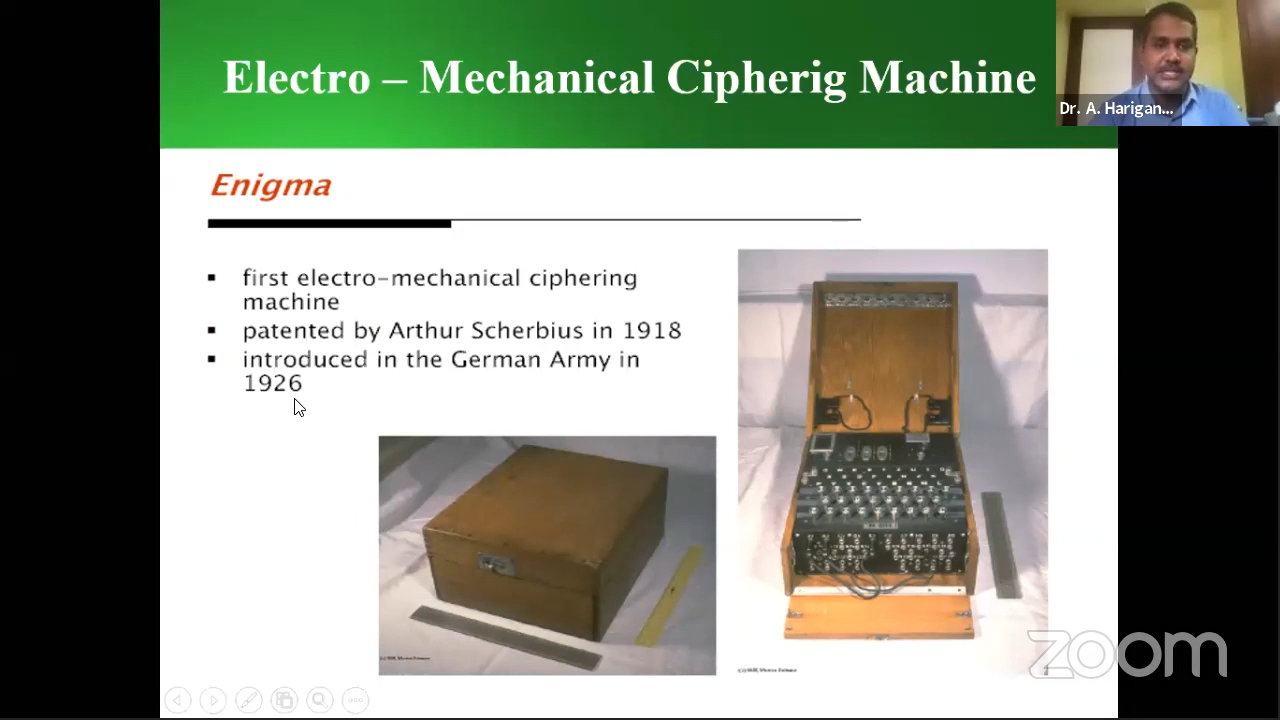 Electro – Mechanical Cipherig Machine
Dr. A. Harigan...
Enigma
▪ first electro-mechanical ciphering
machine
▪ patented by Arthur Scherbius in 1918
▪ introduced in the German Army in
1926
zoom